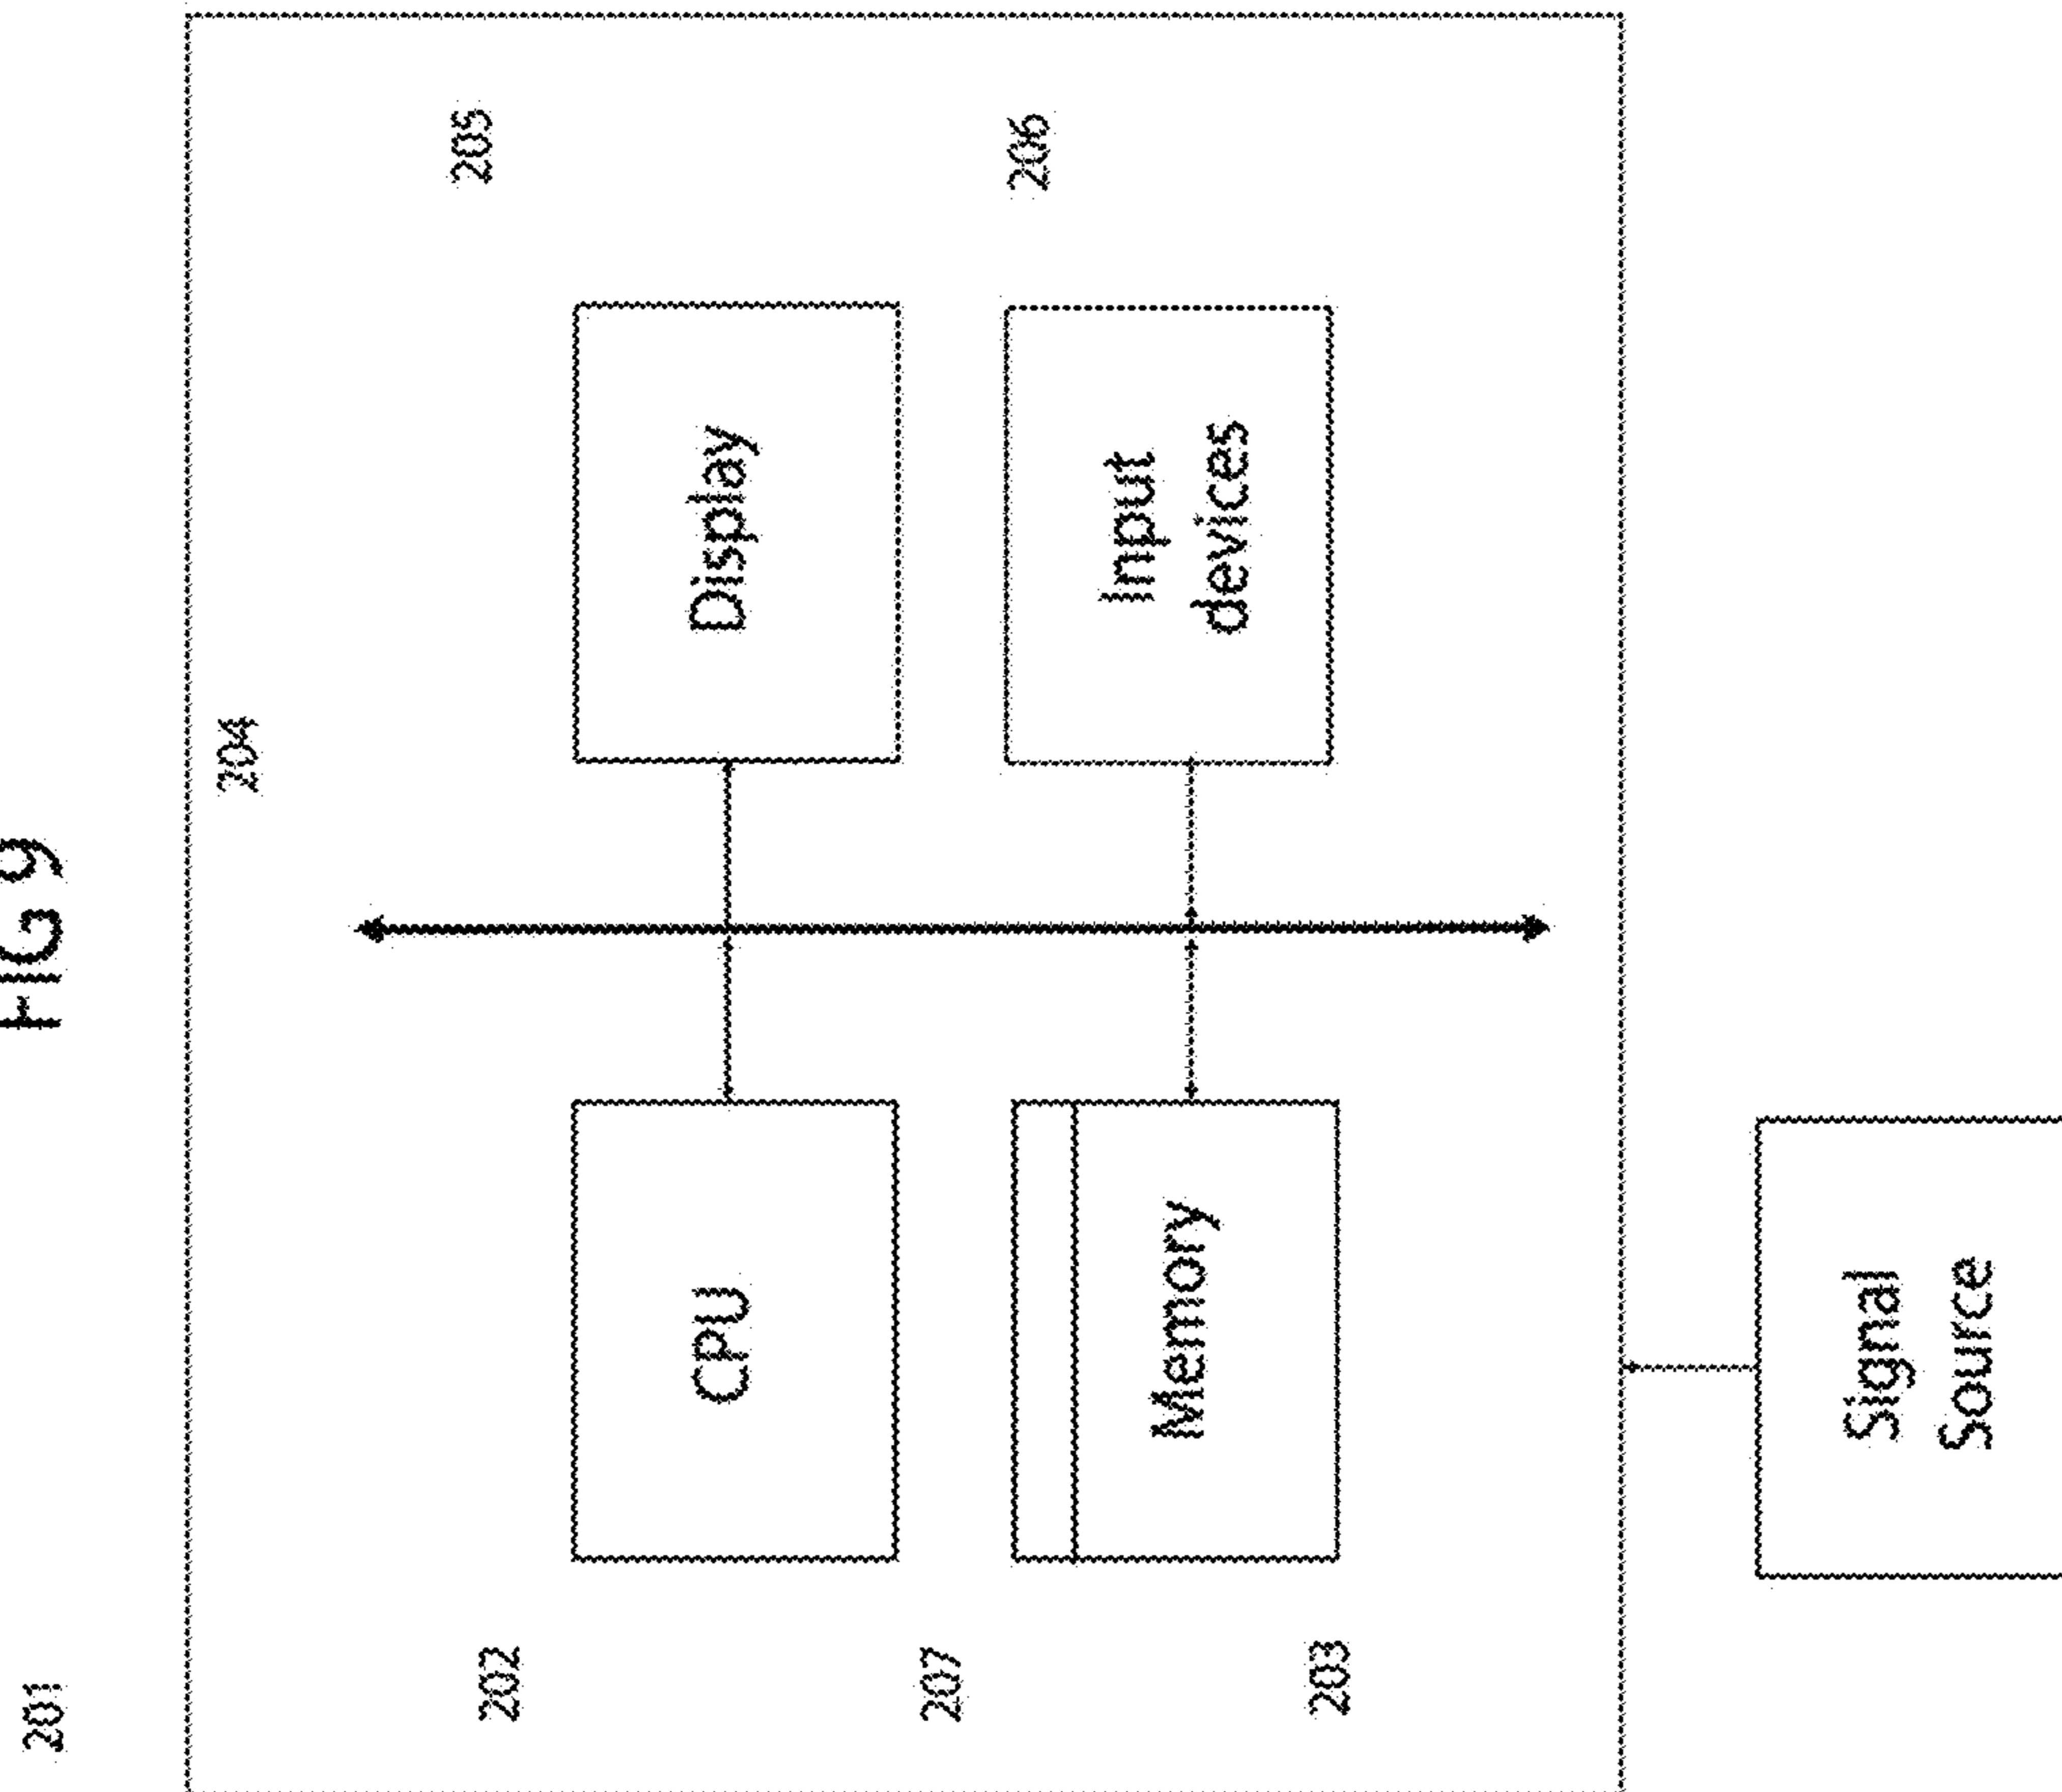 FIG 9
201
204
202
205
CPU
Display
207
206
Memory
Input
devices
203
Signal
Source